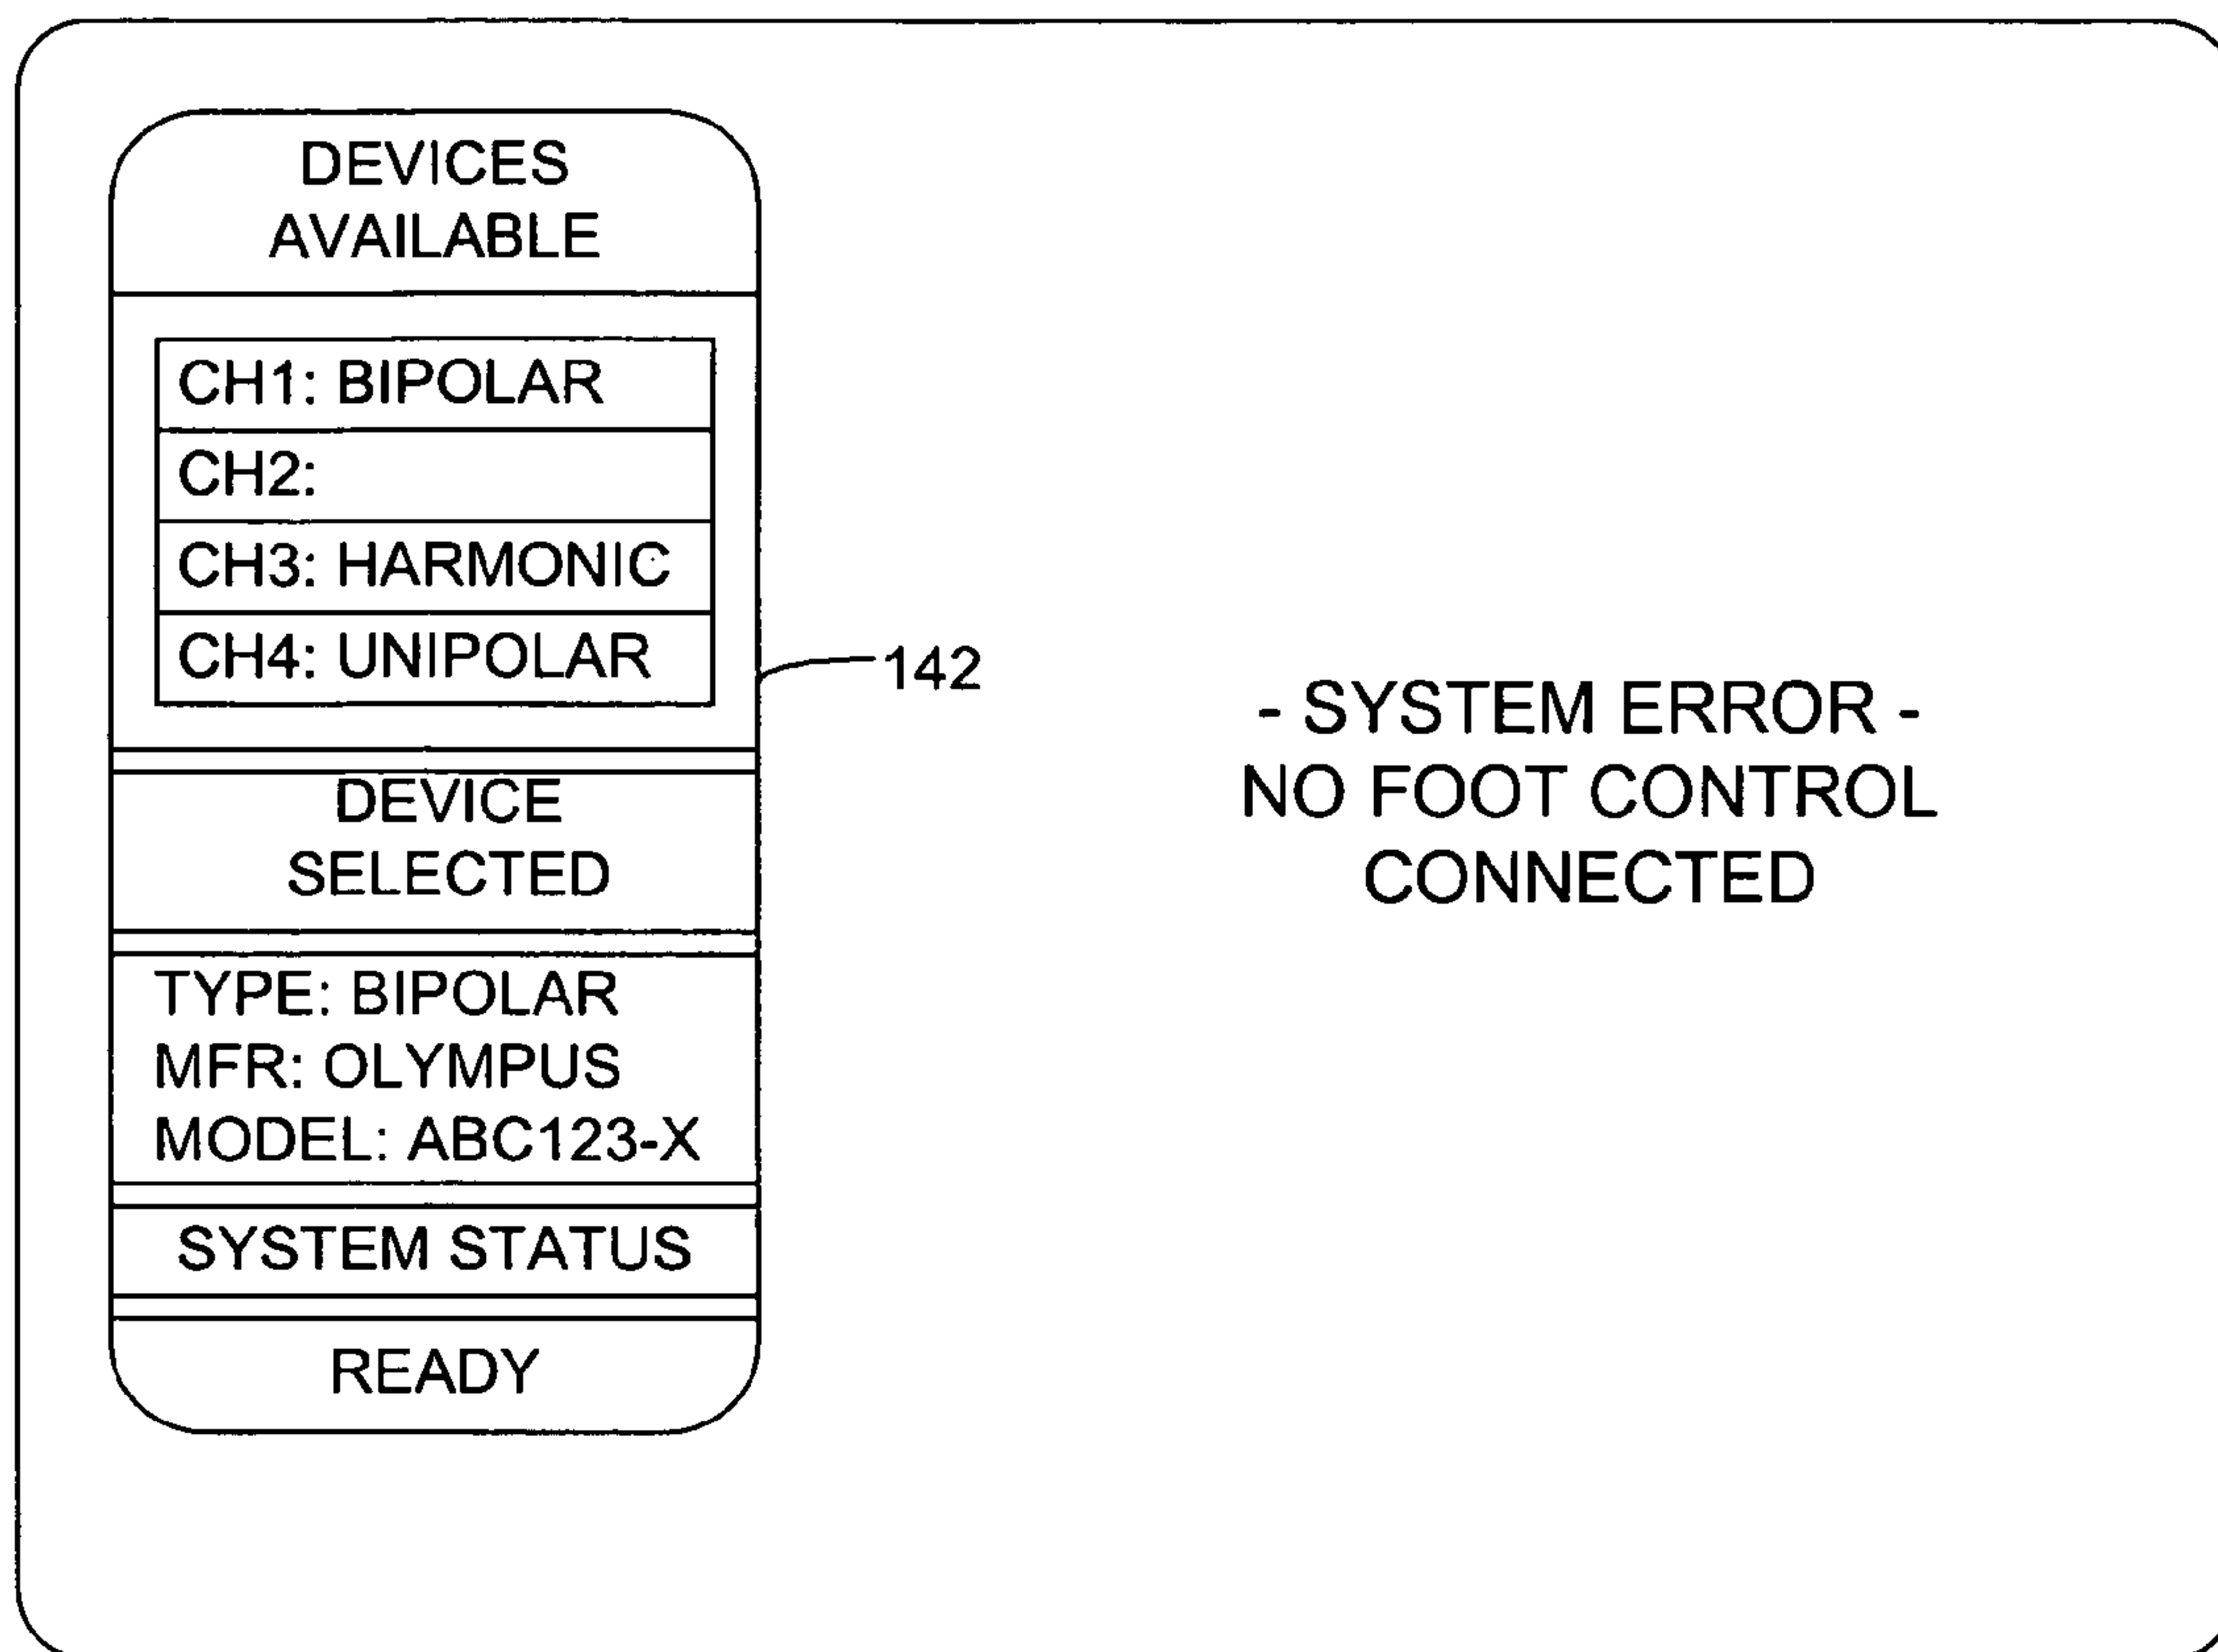 DEVICES
AVAILABLE
CH1: BIPOLAR
CH2:
CH3: HARMONIC
CH4: UNIPOLAR
142
DEVICE
SELECTED
TYPE: BIPOLAR
MFR: OLYMPUS
MODEL: ABC123-X
SYSTEM STATUS
READY
- SYSTEM ERROR -
NO FOOT CONTROL
CONNECTED